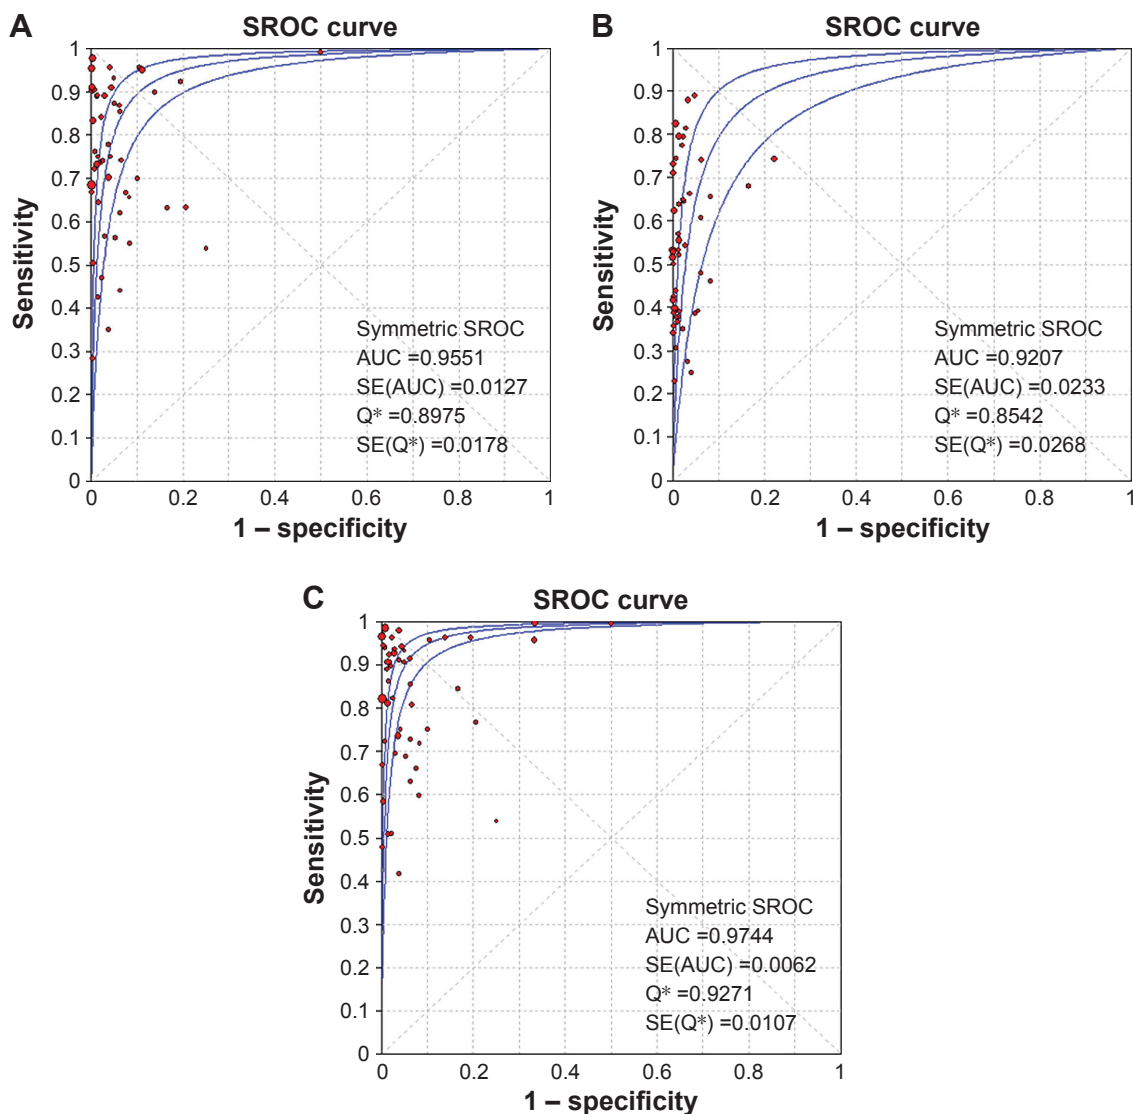 A
SROC curve
1
0.9
0.8
0.7
0.6
0.5
0.4
0.3
0.2
0.1
0
Sensitivity
Symmetric SROC
AUC =0.9551
SE(AUC) =0.0127
Q* =0.8975
SE(Q*) =0.0178
0 0.2 0.4 0.6 0.8 1
1 – specificity
B
SROC curve
1
0.9
0.8
0.7
0.6
0.5
0.4
0.3
0.2
0.1
0
Sensitivity
Symmetric SROC
AUC =0.9207
SE(AUC) =0.0233
Q* =0.8542
SE(Q*) =0.0268
0 0.2 0.4 0.6 0.8 1
1 – specificity
C
SROC curve
1
0.9
0.8
0.7
0.6
0.5
0.4
0.3
0.2
0.1
0
Sensitivity
Symmetric SROC
AUC =0.9744
SE(AUC) =0.0062
Q* =0.9271
SE(Q*) =0.0107
0 0.2 0.4 0.6 0.8 1
1 – specificity